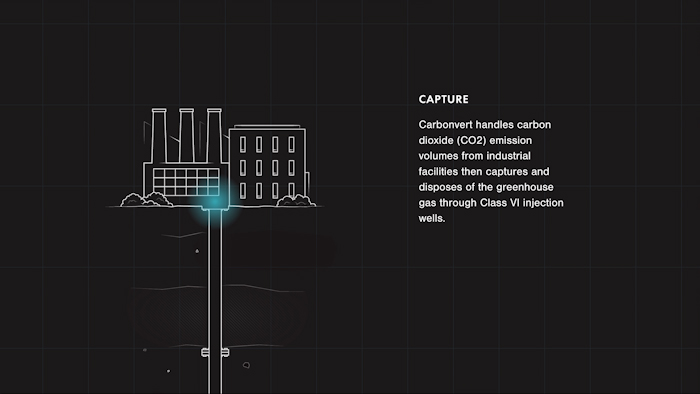 CAPTURE
Carbonvert handles carbon
dioxide (CO2) emission
volumes from industrial
facilities then captures and
disposes of the greenhouse
gas through Class VI injection
wells.